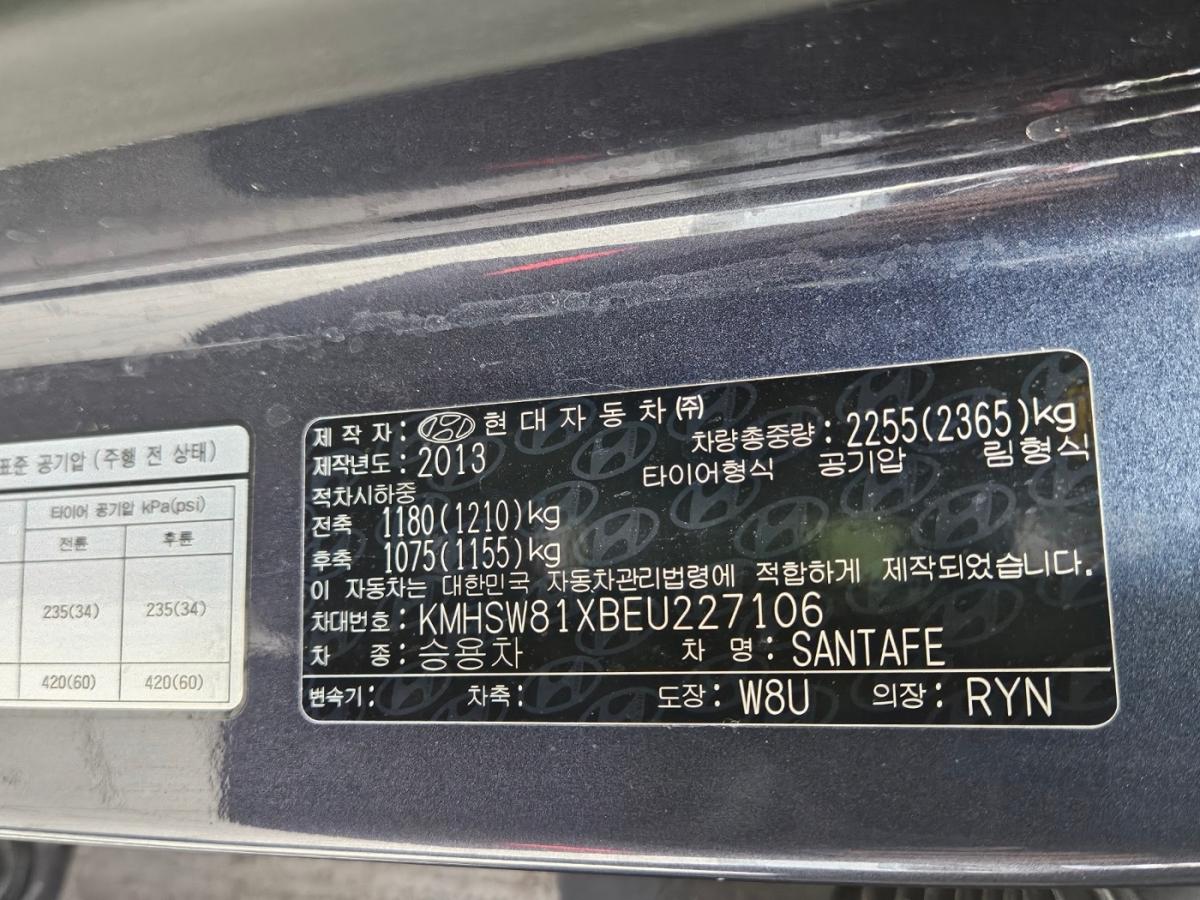 표준 공기압 (주행 전 상태)
타이어 공기압 kPa(psi)
전륜 후륜
235(34) 235(34)
420(60) 420(60)
제작자: 현대자동차(주)
차량총중량: 2255(2365)kg
제작년도: 2013
타이어형식 공기압 림형식
적차시하중
전축 1180(1210)kg
후축 1075(1155)kg
이 자동차는 대한민국 자동차관리법령에 적합하게 제작되었습니다.
차대번호: KMHSW81XBEU227106
차 종: 승용차 차 명: SANTAFE
변속기: 차축: 도장: W8U 의장: RYN